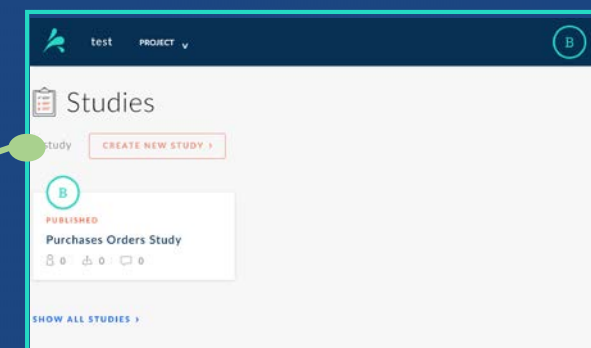 test PROJECT B
Studies
study CREATE NEW STUDY ›
B
PUBLISHED
Purchases Orders Study
0 0 0
SHOW ALL STUDIES ›